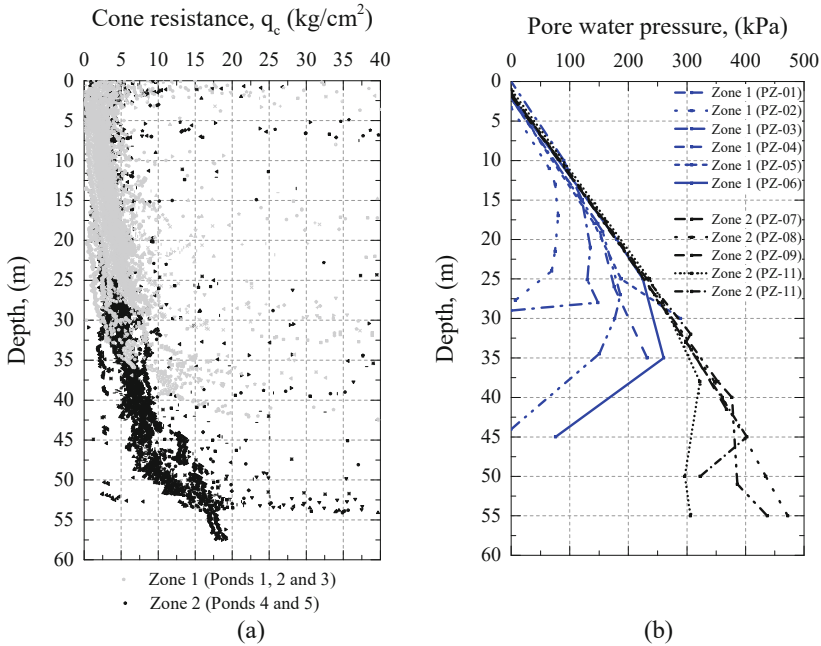 Cone resistance, qc (kg/cm2)
0 5 10 15 20 25 30 35 40
0
5
10
15
20
25
30
35
40
45
50
55
60
Depth, (m)
Zone 1 (Ponds 1, 2 and 3)
Zone 2 (Ponds 4 and 5)
(a)
Pore water pressure, (kPa)
0 100 200 300 400 500
0
5
10
15
20
25
30
35
40
45
50
55
60
Depth, (m)
Zone 1 (PZ-01)
Zone 1 (PZ-02)
Zone 1 (PZ-03)
Zone 1 (PZ-04)
Zone 1 (PZ-05)
Zone 1 (PZ-06)
Zone 2 (PZ-07)
Zone 2 (PZ-08)
Zone 2 (PZ-09)
Zone 2 (PZ-11)
Zone 2 (PZ-11)
(b)